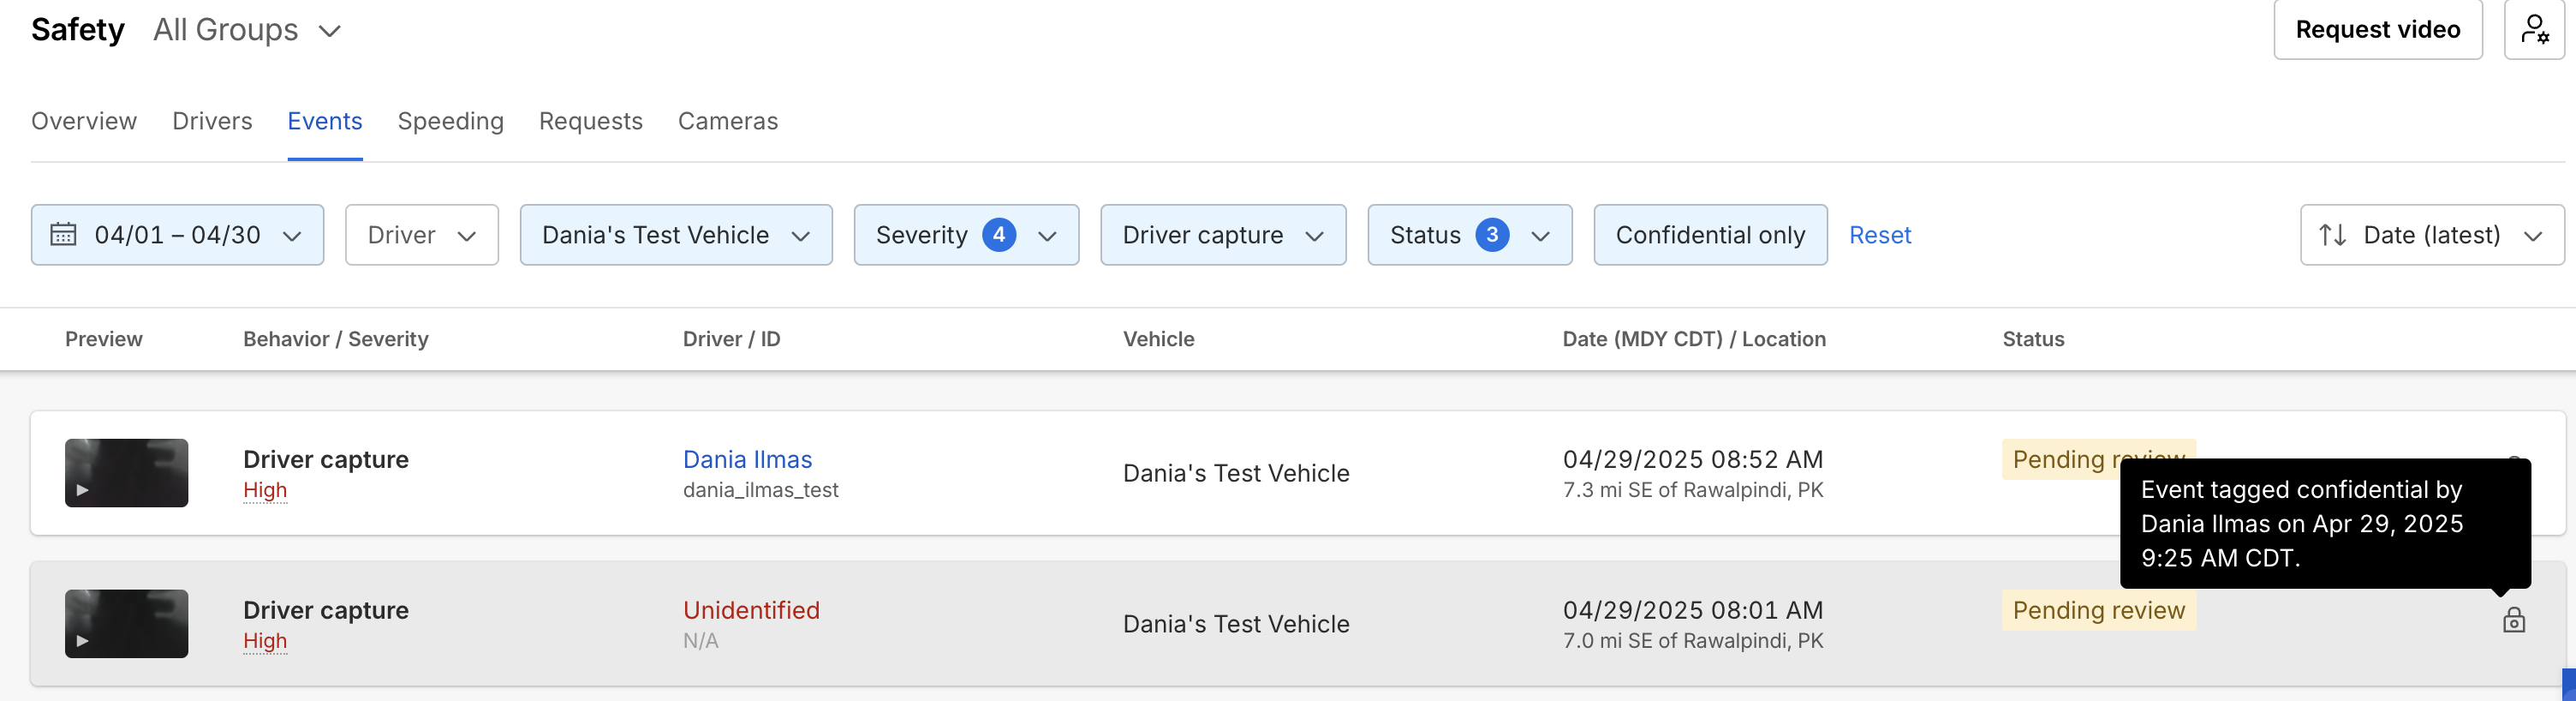 Safety All Groups
Request video
Overview Drivers Events Speeding Requests Cameras
04/01 – 04/30 Driver Dania's Test Vehicle Severity 4 Driver capture Status 3 Confidential only Reset Date (latest)
Preview Behavior / Severity Driver / ID Vehicle Date (MDY CDT) / Location Status
Driver capture Dania Ilmas Dania's Test Vehicle 04/29/2025 08:52 AM Pending review
High dania_ilmas_test 7.3 mi SE of Rawalpindi, PK
Event tagged confidential by
Dania Ilmas on Apr 29, 2025
9:25 AM CDT.
Driver capture Unidentified Dania's Test Vehicle 04/29/2025 08:01 AM Pending review
High N/A 7.0 mi SE of Rawalpindi, PK